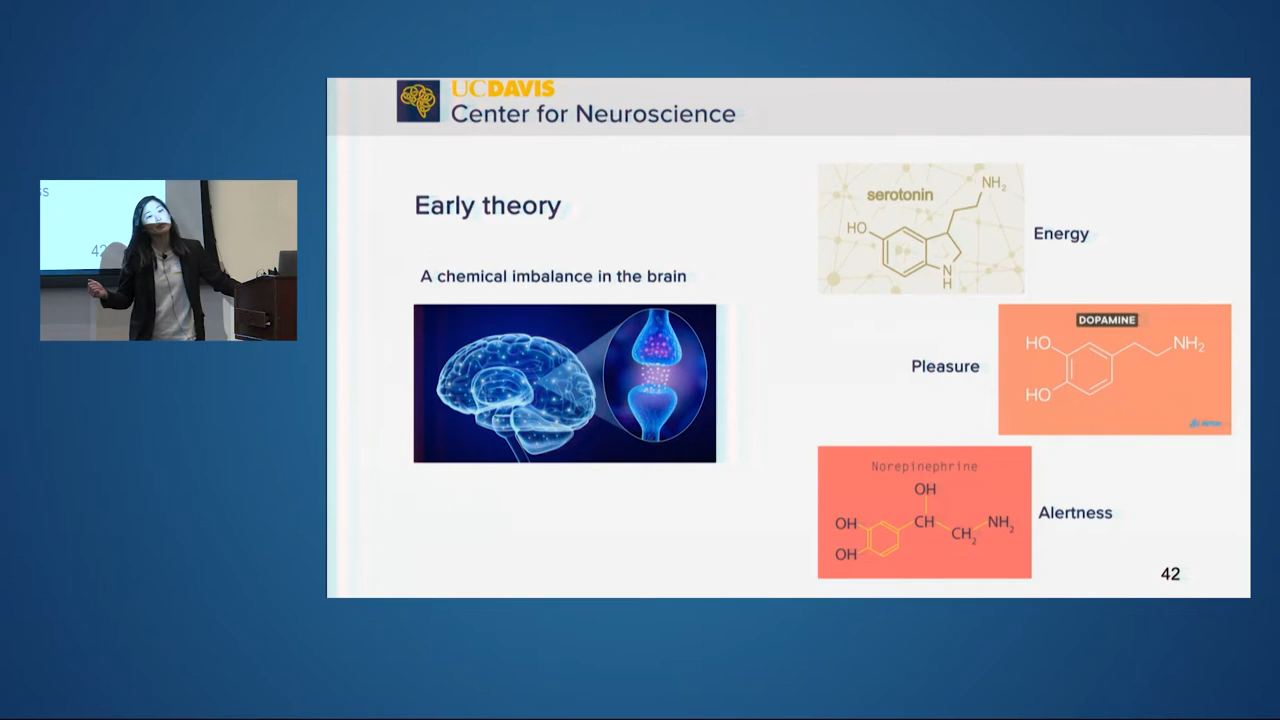 UCDAVIS
Center for Neuroscience
Early theory
A chemical imbalance in the brain
serotonin
NH2
HO
N
H
Energy
DOPAMINE
HO
NH2
HO
Pleasure
Norepinephrine
OH
OH
CH
NH2
CH2
OH
Alertness
42
s
42